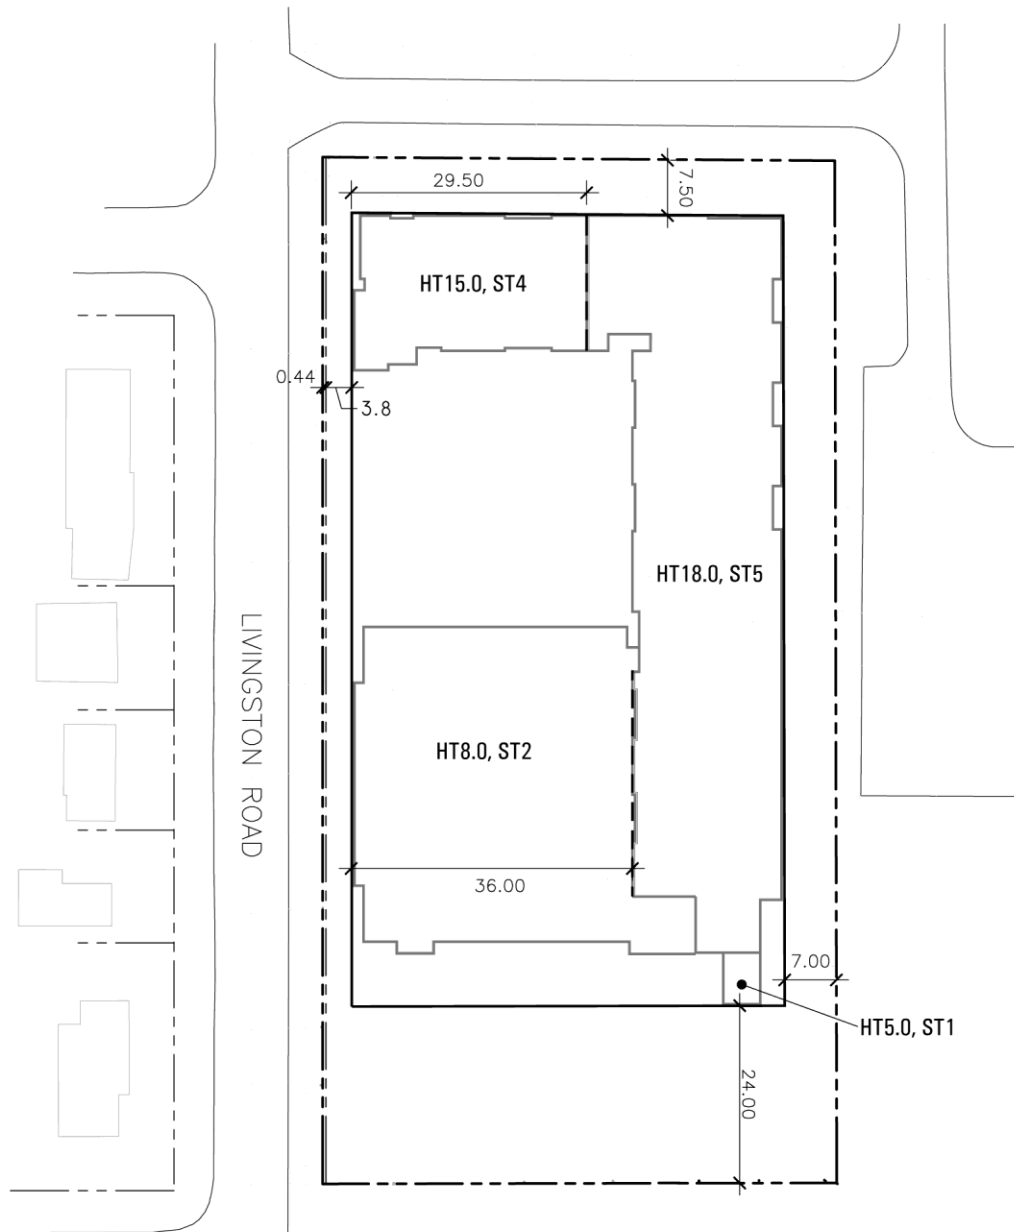 29.50
7.50
HT15.0, ST4
0.44
3.8
HT18.0, ST5
LIVINGSTON ROAD
HT8.0, ST2
36.00
7.00
HT5.0, ST1
24.00